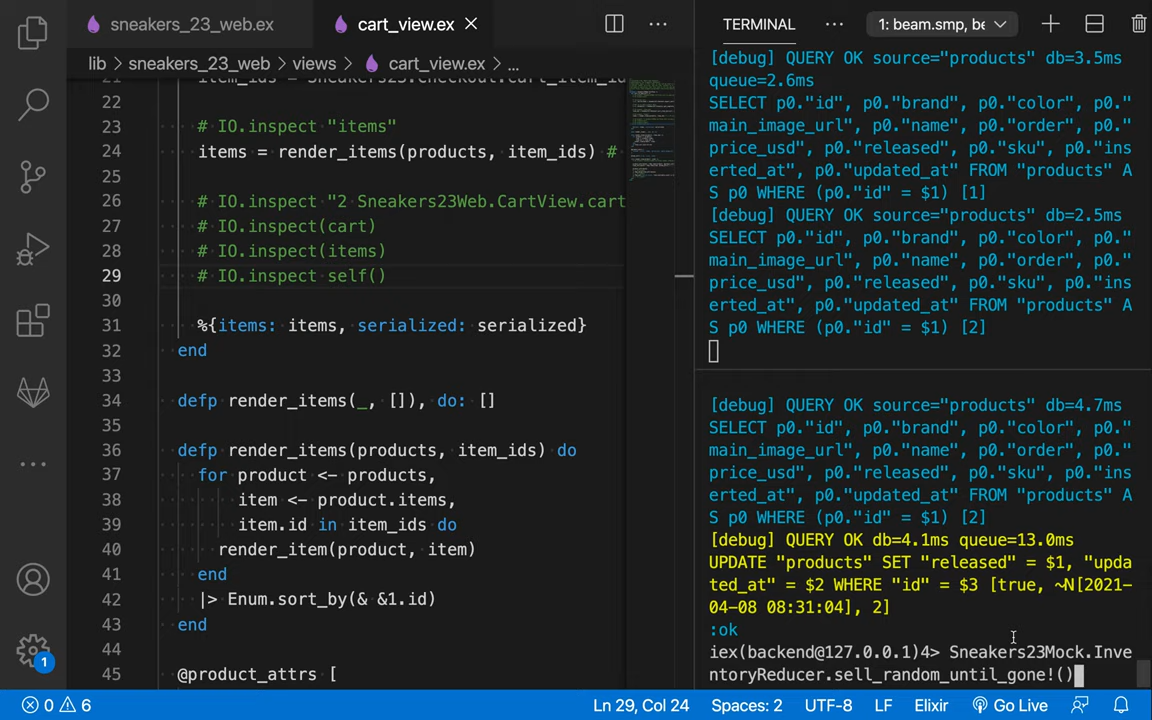 sneakers_23_web.ex
cart_view.ex
TERMINAL
1: beam.smp, be
lib > sneakers_23_web > views > cart_view.ex > ...
22
23 # IO.inspect "items"
24 items = render_items(products, item_ids) #
25
26 # IO.inspect "2 Sneakers23Web.CartView.cart
27 # IO.inspect(cart)
28 # IO.inspect(items)
29 # IO.inspect self()
30
31 %{items: items, serialized: serialized}
32 end
33
34 defp render_items(_, []), do: []
35
36 defp render_items(products, item_ids) do
37 for product <- products,
38 item <- product.items,
39 item.id in item_ids do
40 render_item(product, item)
41 end
42 |> Enum.sort_by(& &1.id)
43 end
44
45 @product_attrs [
[debug] QUERY OK source="products" db=3.5ms
queue=2.6ms
SELECT p0."id", p0."brand", p0."color", p0."
main_image_url", p0."name", p0."order", p0."
price_usd", p0."released", p0."sku", p0."ins
erted_at", p0."updated_at" FROM "products" A
S p0 WHERE (p0."id" = $1) [1]
[debug] QUERY OK source="products" db=2.5ms
SELECT p0."id", p0."brand", p0."color", p0."
main_image_url", p0."name", p0."order", p0."
price_usd", p0."released", p0."sku", p0."ins
erted_at", p0."updated_at" FROM "products" A
S p0 WHERE (p0."id" = $1) [2]
[debug] QUERY OK source="products" db=4.7ms
SELECT p0."id", p0."brand", p0."color", p0."
main_image_url", p0."name", p0."order", p0."
price_usd", p0."released", p0."sku", p0."ins
erted_at", p0."updated_at" FROM "products" A
S p0 WHERE (p0."id" = $1) [2]
[debug] QUERY OK db=4.1ms queue=13.0ms
UPDATE "products" SET "released" = $1, "upda
ted_at" = $2 WHERE "id" = $3 [true, ~N[2021-
04-08 08:31:04], 2]
:ok
iex(backend@127.0.0.1)4> Sneakers23Mock.Inve
ntoryReducer.sell_random_until_gone!()
1
0 6
Ln 29, Col 24
Spaces: 2
UTF-8
LF
Elixir
Go Live